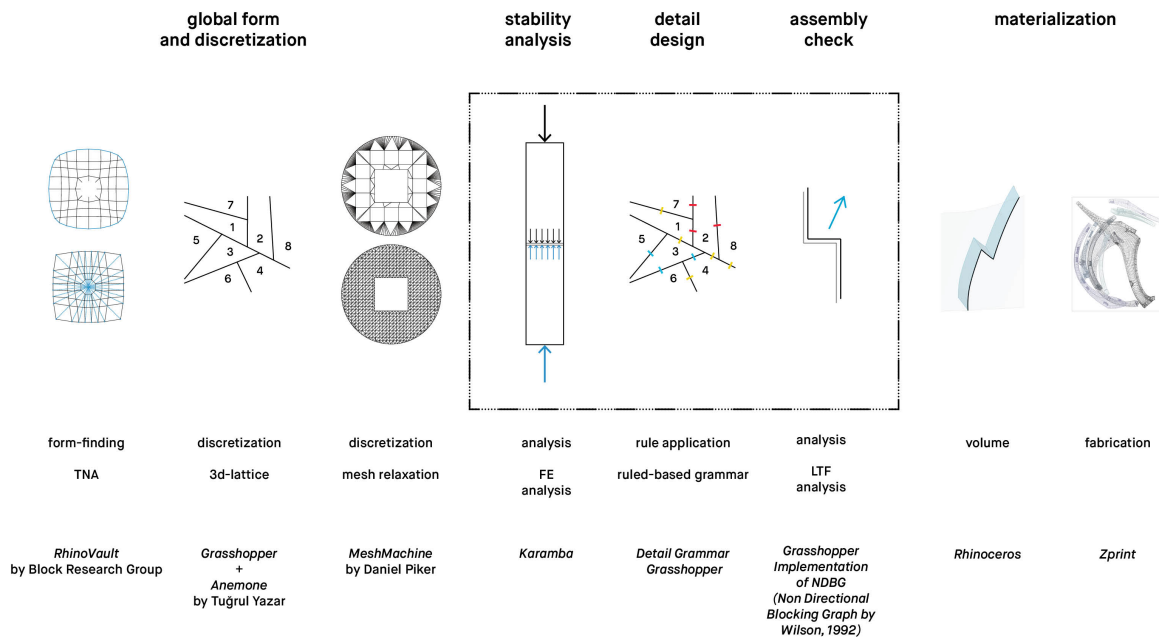 global form
and discretization
stability
analysis
detail
design
assembly
check
materialization
7
1
2
5
3
8
4
6
7
1
2
5
3
8
4
6
form-finding
TNA
discretization
3d-lattice
discretization
mesh relaxation
analysis
FE
analysis
rule application
ruled-based grammar
analysis
LTF
analysis
volume
fabrication
RhinoVault
by Block Research Group
Grasshopper
+
Anemone
by Tuğrul Yazar
MeshMachine
by Daniel Piker
Karamba
Detail Grammar
Grasshopper
Grasshopper
Implementation
of NDBG
(Non Directional
Blocking Graph by
Wilson, 1992)
Rhinoceros
Zprint